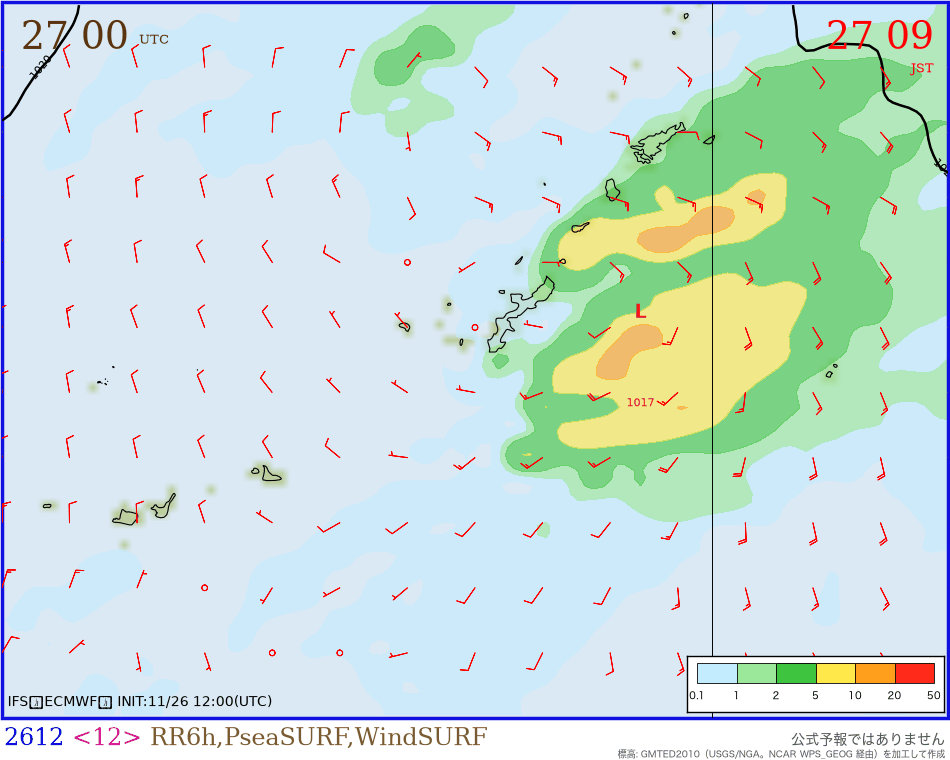 27 00 UTC
27 09
JST
1020
L
1017
IFS ECMWF INIT:11/26 12:00(UTC)
0.1 1 2 5 10 20 50
2612 <12> RR6h,PseaSURF,WindSURF
公式予報ではありません
標高: GMTED2010（USGS/NGA。NCAR WPS_GEOG 経由）を加工して作成